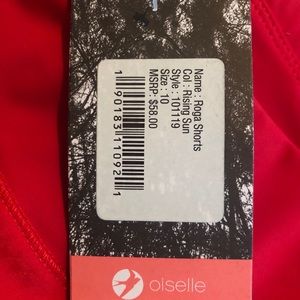 Name : Roga Shorts
Col : Rising Sun
Style : 101119
Size : 10
MSRP: $58.00
1 90183 11092 1
oiselle